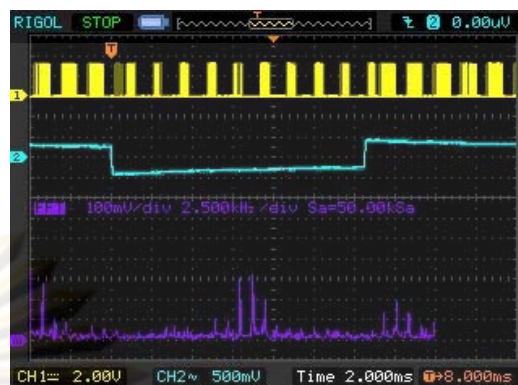 RIGOL STOP T 2 0.00uV
T
1
2
FFT 100mV/div 2.500kHz/div Sa=50.00kSa
M
CH1= 2.00V CH2~ 500mV Time 2.000ms T→8.000ms